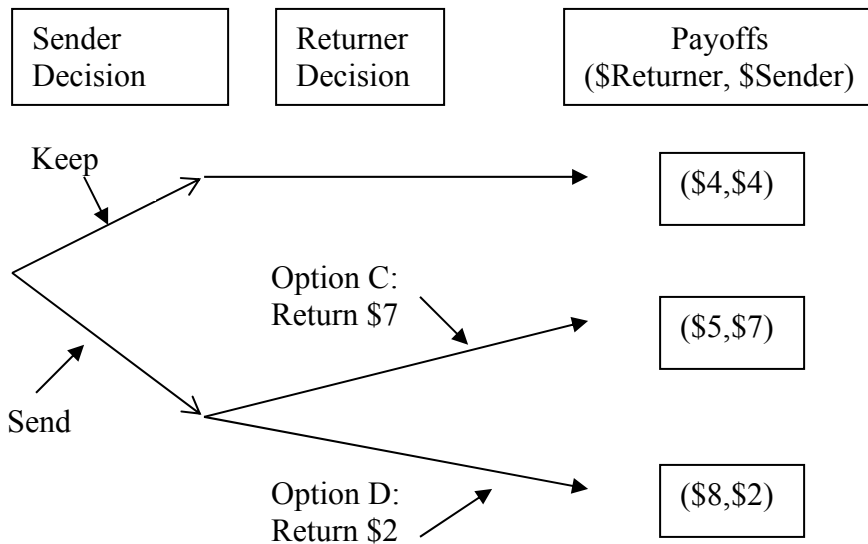 Sender
Decision
Returner
Decision
Payoffs
($Returner, $Sender)
Keep
($4,$4)
Option C:
Return $7
($5,$7)
Send
Option D:
Return $2
($8,$2)